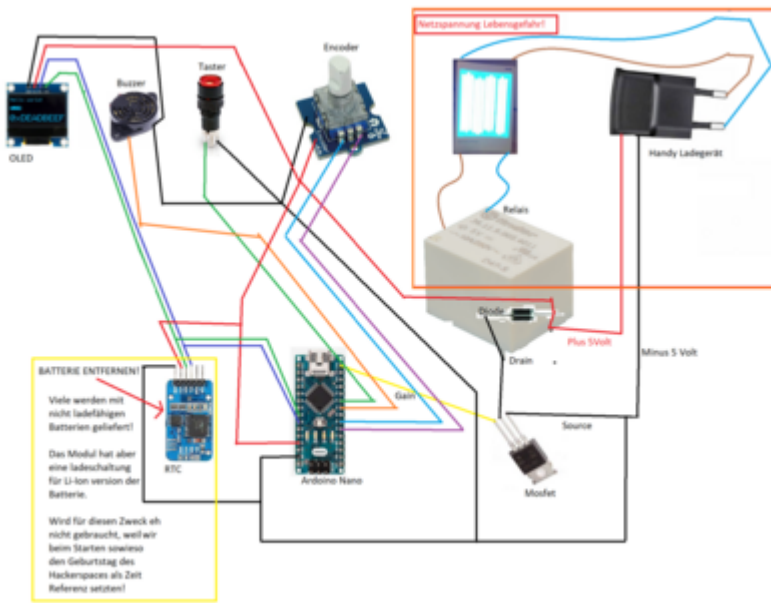 Netzspannung Lebensgefahr!
Encoder
Taster
Buzzer
0xDEADBEEF
OLED
Handy Ladegerät
Relais
Diode
Plus 5Volt
Minus 5 Volt
Drain
BATTERIE ENTFERNEN!
Viele werden mit
nicht ladefähigen
Batterien geliefert!
Das Modul hat aber
eine ladeschaltung
für Li-Ion version der
Batterie.
Wird für diesen Zweck eh
nicht gebraucht, weil wir
beim Starten sowieso
den Geburtstag des
Hackerspaces als Zeit
Referenz setzten!
RTC
Gain
Source
Arduino Nano
Mosfet